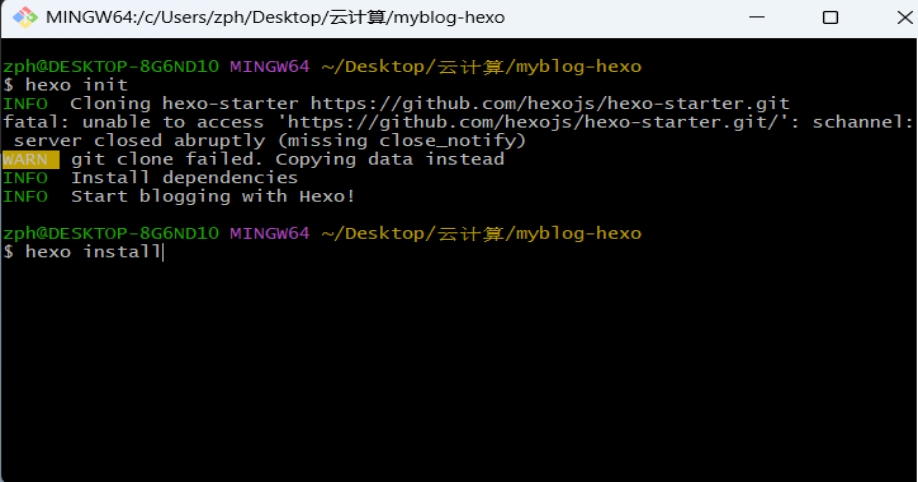 MINGW64:/c/Users/zph/Desktop/云计算/myblog-hexo
zph@DESKTOP-8G6ND1O MINGW64 ~/Desktop/云计算/myblog-hexo
$ hexo init
INFO  Cloning hexo-starter https://github.com/hexojs/hexo-starter.git
fatal: unable to access 'https://github.com/hexojs/hexo-starter.git/': schannel:
 server closed abruptly (missing close_notify)
WARN  git clone failed. Copying data instead
INFO  Install dependencies
INFO  Start blogging with Hexo!
zph@DESKTOP-8G6ND1O MINGW64 ~/Desktop/云计算/myblog-hexo
$ hexo install